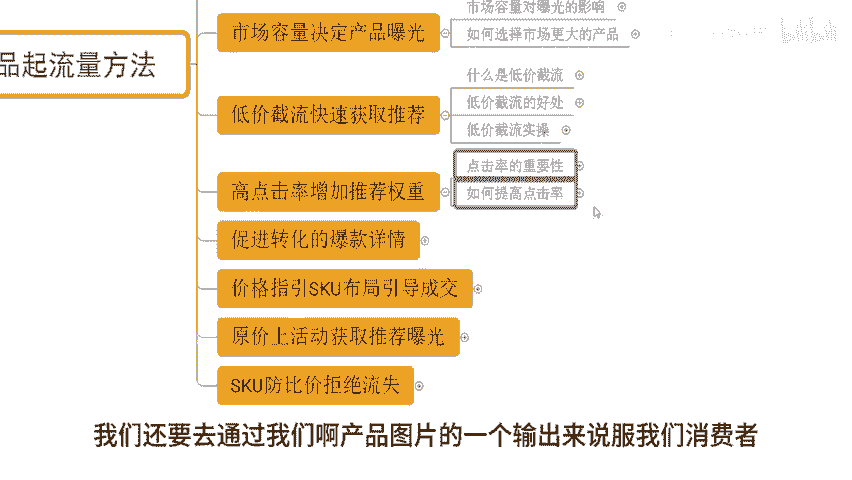 市场容量对曝光的影响
市场容量决定产品曝光
如何选择市场更大的产品
品起流量方法
什么是低价截流
低价截流快速获取推荐
低价截流的好处
低价截流实操
点击率的重要性
高点击率增加推荐权重
如何提高点击率
促进转化的爆款详情
价格指引SKU布局引导成交
原价上活动获取推荐曝光
SKU防比价拒绝流失
我们还要去通过我们啊产品图片的一个输出来说服我们消费者